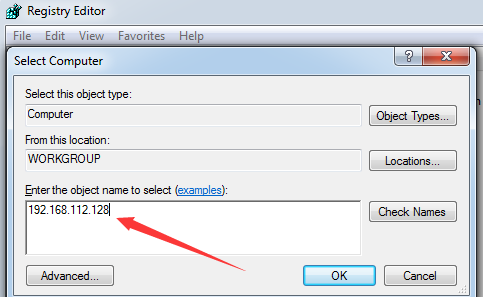 Registry Editor
File Edit View Favorites Help
Select Computer
?
Select this object type:
Computer
Object Types...
From this location:
WORKGROUP
Locations...
Enter the object name to select (examples):
192.168.112.128
Check Names
Advanced...
OK
Cancel